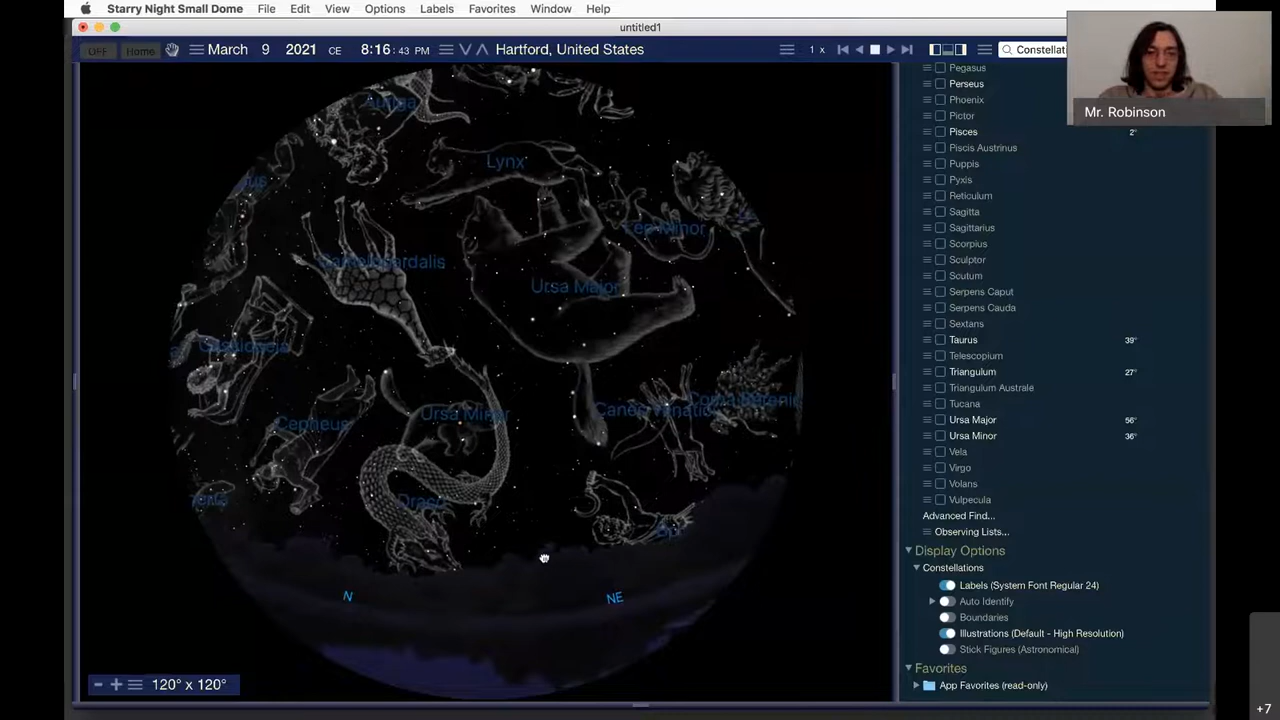 Starry Night Small Dome File Edit View Options Labels Favorites Window Help
untitled1
OFF Home March 9 2021 CE 8:16:43 PM Hartford, United States 1 x Constellat
Mr. Robinson
Pegasus
Perseus
Phoenix
Pictor
Pisces 2°
Piscis Austrinus
Puppis
Pyxis
Reticulum
Sagitta
Sagittarius
Scorpius
Sculptor
Scutum
Serpens Caput
Serpens Cauda
Sextans
Taurus 39°
Telescopium
Triangulum 27°
Triangulum Australe
Tucana
Ursa Major 56°
Ursa Minor 36°
Vela
Virgo
Volans
Vulpecula
Advanced Find...
Observing Lists...
Display Options
Constellations
Labels (System Font Regular 24)
Auto Identify
Boundaries
Illustrations (Default - High Resolution)
Stick Figures (Astronomical)
Favorites
App Favorites (read-only)
Auriga
Lynx
Leo Minor
Camelopardalis
Ursa Major
Cassiopeia
Ursa Minor
Canes Venatici
Cepheus
Draco
N
NE
120° x 120°
+7